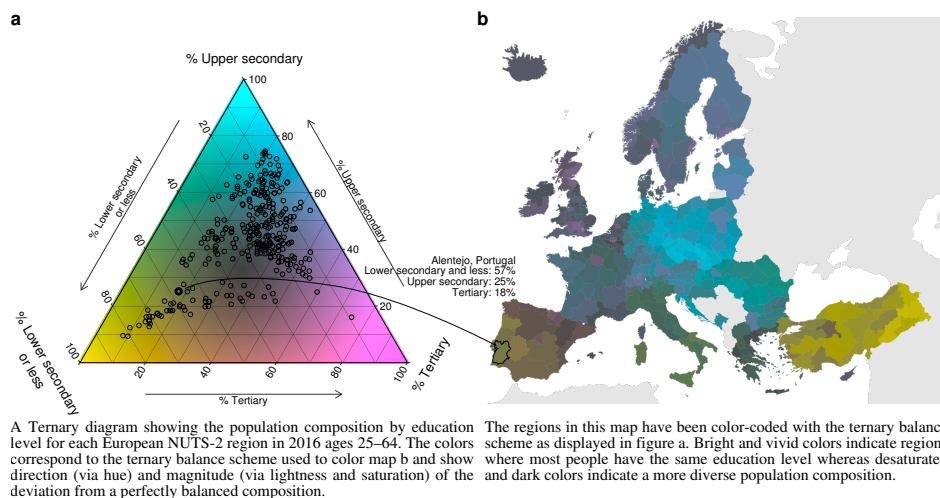 a
% Upper secondary
100
20
80
% Lower secondary
or less
% Upper secondary
40
60
60
40
80
20
% Lower secondary
or less
100
20
40
60
80
100
% Tertiary
% Tertiary
b
Alentejo, Portugal
Lower secondary and less: 57%
Upper secondary: 25%
Tertiary: 18%
A Ternary diagram showing the population composition by education
level for each European NUTS-2 region in 2016 ages 25–64. The colors
correspond to the ternary balance scheme used to color map b and show
direction (via hue) and magnitude (via lightness and saturation) of the
deviation from a perfectly balanced composition.
The regions in this map have been color-coded with the ternary balanc
scheme as displayed in figure a. Bright and vivid colors indicate region
where most people have the same education level whereas desaturate
and dark colors indicate a more diverse population composition.